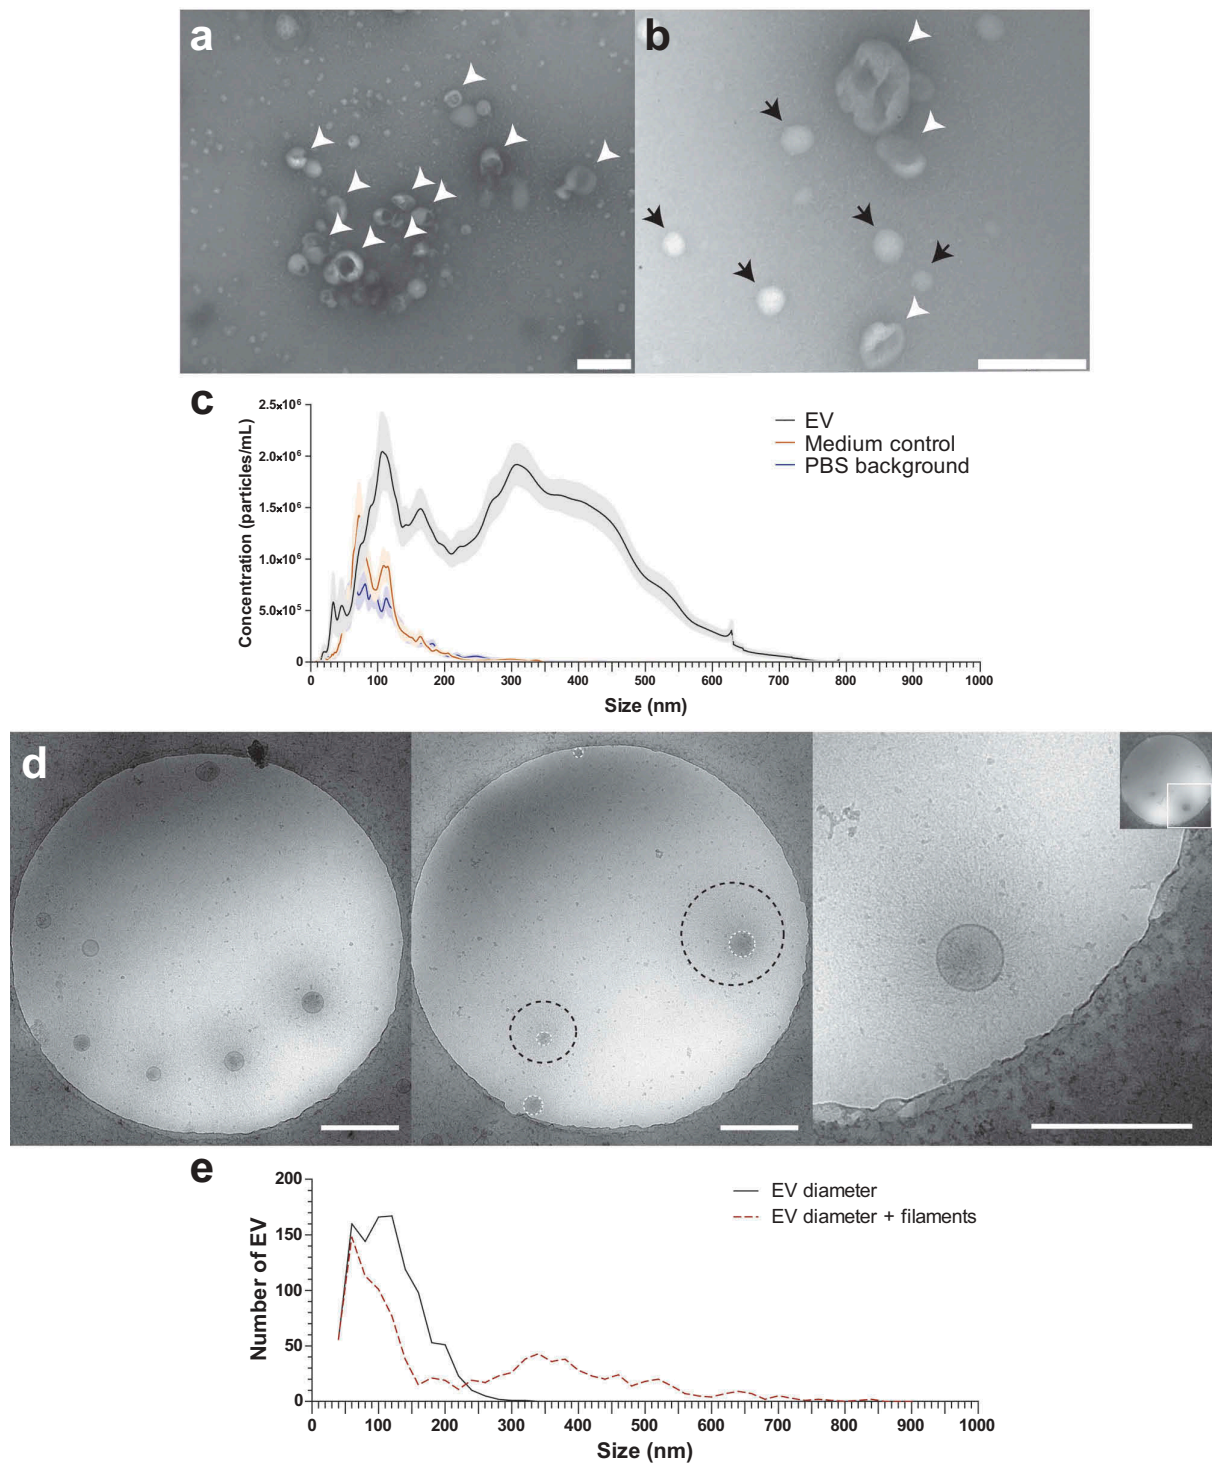 a
b
c
2.5x10⁶
2.0x10⁶
1.5x10⁶
1.0x10⁶
5.0x10⁵
0
Concentration (particles/mL)
EV
Medium control
PBS background
0 100 200 300 400 500 600 700 800 900 1000
Size (nm)
d
e
200
150
100
50
0
Number of EV
EV diameter
EV diameter + filaments
0 100 200 300 400 500 600 700 800 900 1000
Size (nm)